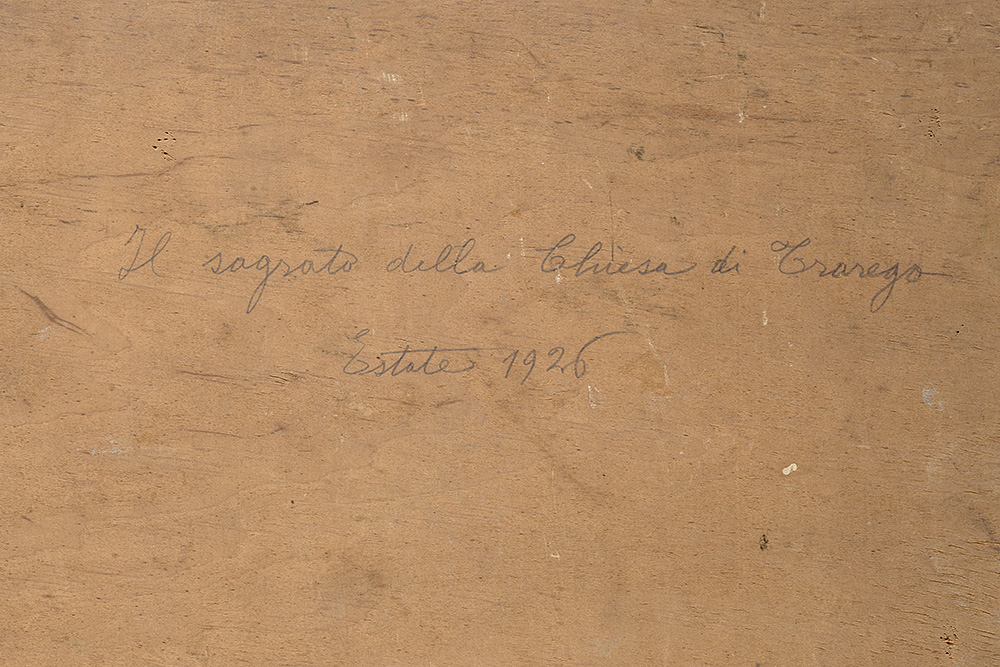 Il sagrato della Chiesa di Trarego
Estate 1926